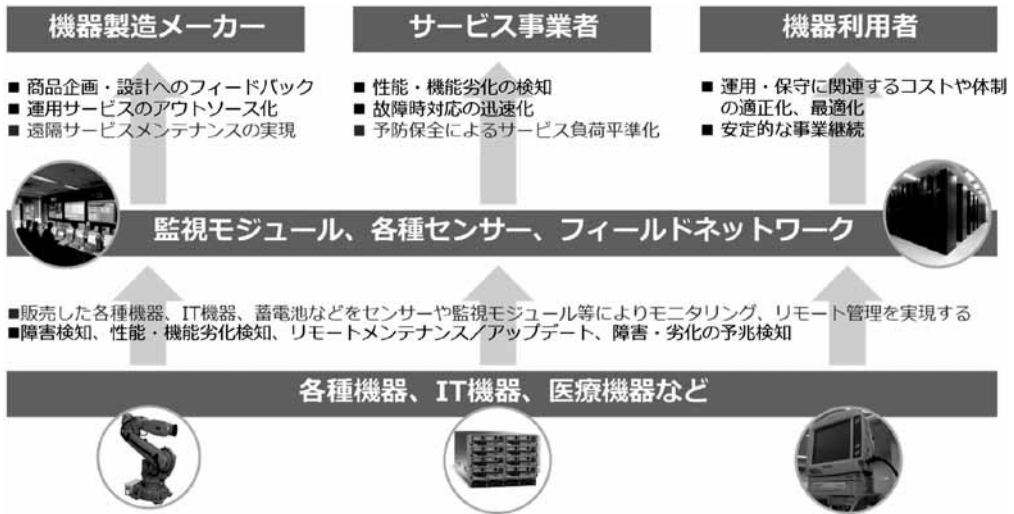 機器製造メーカー
サービス事業者
機器利用者
■ 商品企画・設計へのフィードバック
■ 運用サービスのアウトソース化
■ 遠隔サービスメンテナンスの実現
■ 性能・機能劣化の検知
■ 故障時対応の迅速化
■ 予防保全によるサービス負荷平準化
■ 運用・保守に関連するコストや体制
の適正化、最適化
■ 安定的な事業継続
監視モジュール、各種センサー、フィールドネットワーク
■販売した各種機器、IT機器、蓄電池などをセンサーや監視モジュール等によりモニタリング、リモート管理を実現する
■障害検知、性能・機能劣化検知、リモートメンテナンス／アップデート、障害・劣化の予兆検知
各種機器、IT機器、医療機器など